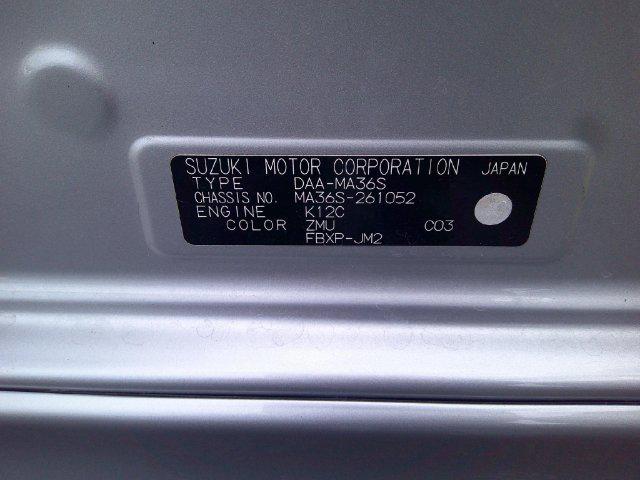 SUZUKI MOTOR CORPORATION JAPAN
TYPE DAA-MA36S
CHASSIS NO. MA36S-261052
ENGINE K12C
COLOR ZMU C03
FBXP-JM2